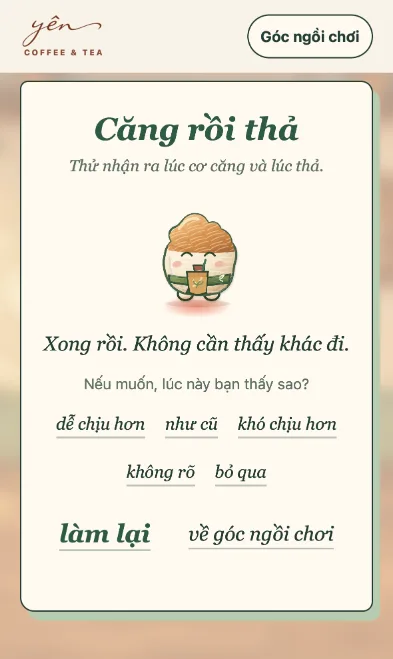 yên
COFFEE & TEA
Góc ngồi chơi
Căng rồi thả
Thử nhận ra lúc cơ căng và lúc thả.
Xong rồi. Không cần thấy khác đi.
Nếu muốn, lúc này bạn thấy sao?
dễ chịu hơn như cũ khó chịu hơn
không rõ bỏ qua
làm lại về góc ngồi chơi